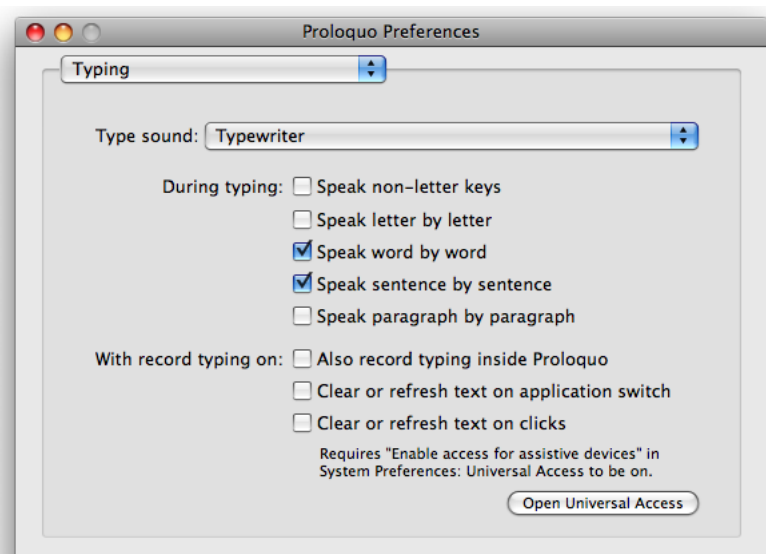 Proloquo Preferences
Typing
Type sound: Typewriter
During typing: Speak non-letter keys
Speak letter by letter
Speak word by word
Speak sentence by sentence
Speak paragraph by paragraph
With record typing on: Also record typing inside Proloquo
Clear or refresh text on application switch
Clear or refresh text on clicks
Requires "Enable access for assistive devices" in
System Preferences: Universal Access to be on.
Open Universal Access